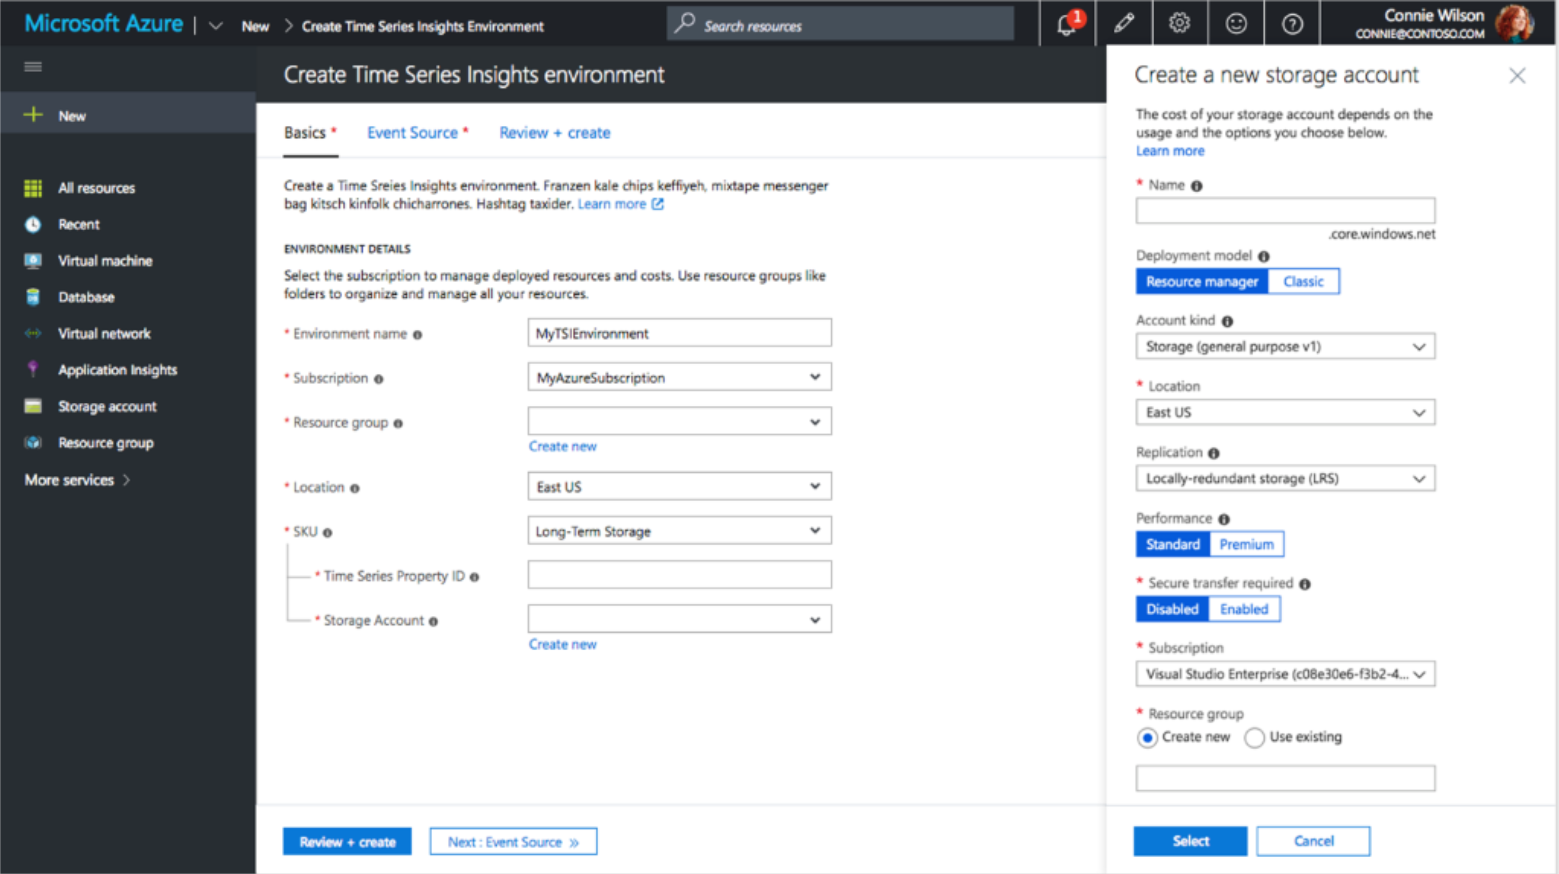 Microsoft Azure | New > Create Time Series Insights Environment
Search resources
1
Connie Wilson
CONNIE@CONTOSO.COM
New
All resources
Recent
Virtual machine
Database
Virtual network
Application Insights
Storage account
Resource group
More services >
Create Time Series Insights environment
Basics * Event Source * Review + create
Create a Time Sreies Insights environment. Franzen kale chips keffiyeh, mixtape messenger
bag kitsch kinfolk chicharrones. Hashtag taxider. Learn more
ENVIRONMENT DETAILS
Select the subscription to manage deployed resources and costs. Use resource groups like
folders to organize and manage all your resources.
* Environment name MyTSIEnvironment
* Subscription MyAzureSubscription
* Resource group
Create new
* Location East US
* SKU Long-Term Storage
* Time Series Property ID
* Storage Account
Create new
Review + create Next : Event Source »
Create a new storage account
The cost of your storage account depends on the
usage and the options you choose below.
Learn more
* Name
.core.windows.net
Deployment model
Resource manager Classic
Account kind
Storage (general purpose v1)
* Location
East US
Replication
Locally-redundant storage (LRS)
Performance
Standard Premium
* Secure transfer required
Disabled Enabled
* Subscription
Visual Studio Enterprise (c08e30e6-f3b2-4...
* Resource group
Create new Use existing
Select Cancel